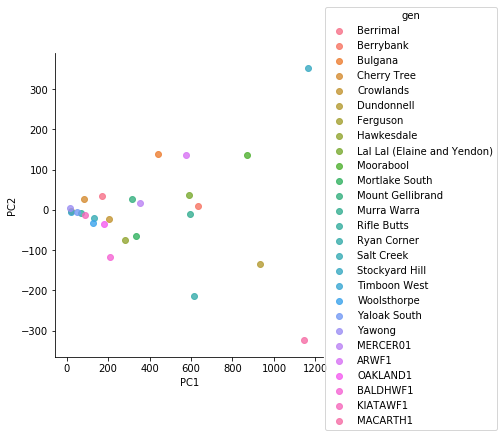 gen
Berrimal
Berrybank
Bulgana
Cherry Tree
Crowlands
Dundonnell
Ferguson
Hawkesdale
Lal Lal (Elaine and Yendon)
Moorabool
Mortlake South
Mount Gellibrand
Murra Warra
Rifle Butts
Ryan Corner
Salt Creek
Stockyard Hill
Timboon West
Woolsthorpe
Yaloak South
Yawong
MERCER01
ARWF1
OAKLAND1
BALDHWF1
KIATAWF1
MACARTH1
300
200
100
0
−100
−200
−300
PC2
0 200 400 600 800 1000 1200
PC1